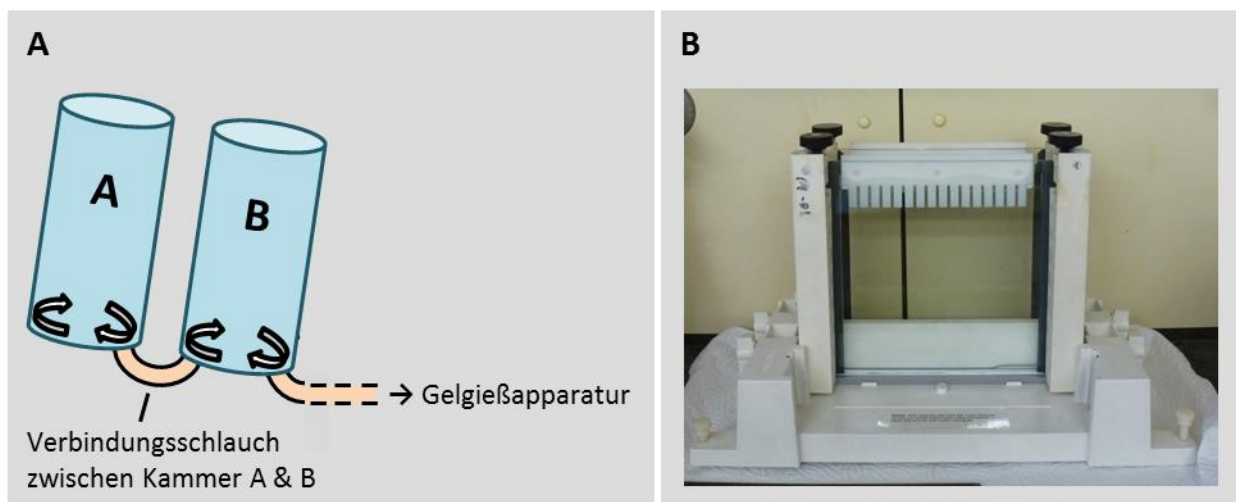 A
A
B
→ Gelgießapparatur
Verbindungsschlauch
zwischen Kammer A & B
B